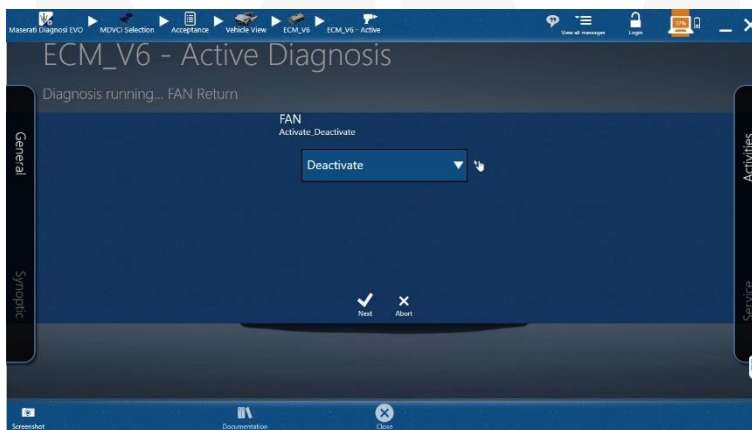 Maserati Diagnosi EVO
MDVCI Selection
Acceptance
Vehicle View
ECM_V6
ECM_V6 - Active
View all messages
Login
37%
ECM_V6 - Active Diagnosis
Diagnosis running... FAN Return
General
Synoptic
FAN
Activate_Deactivate
Deactivate
Next
Abort
Activities
Service
Screenshot
Documentation
Close